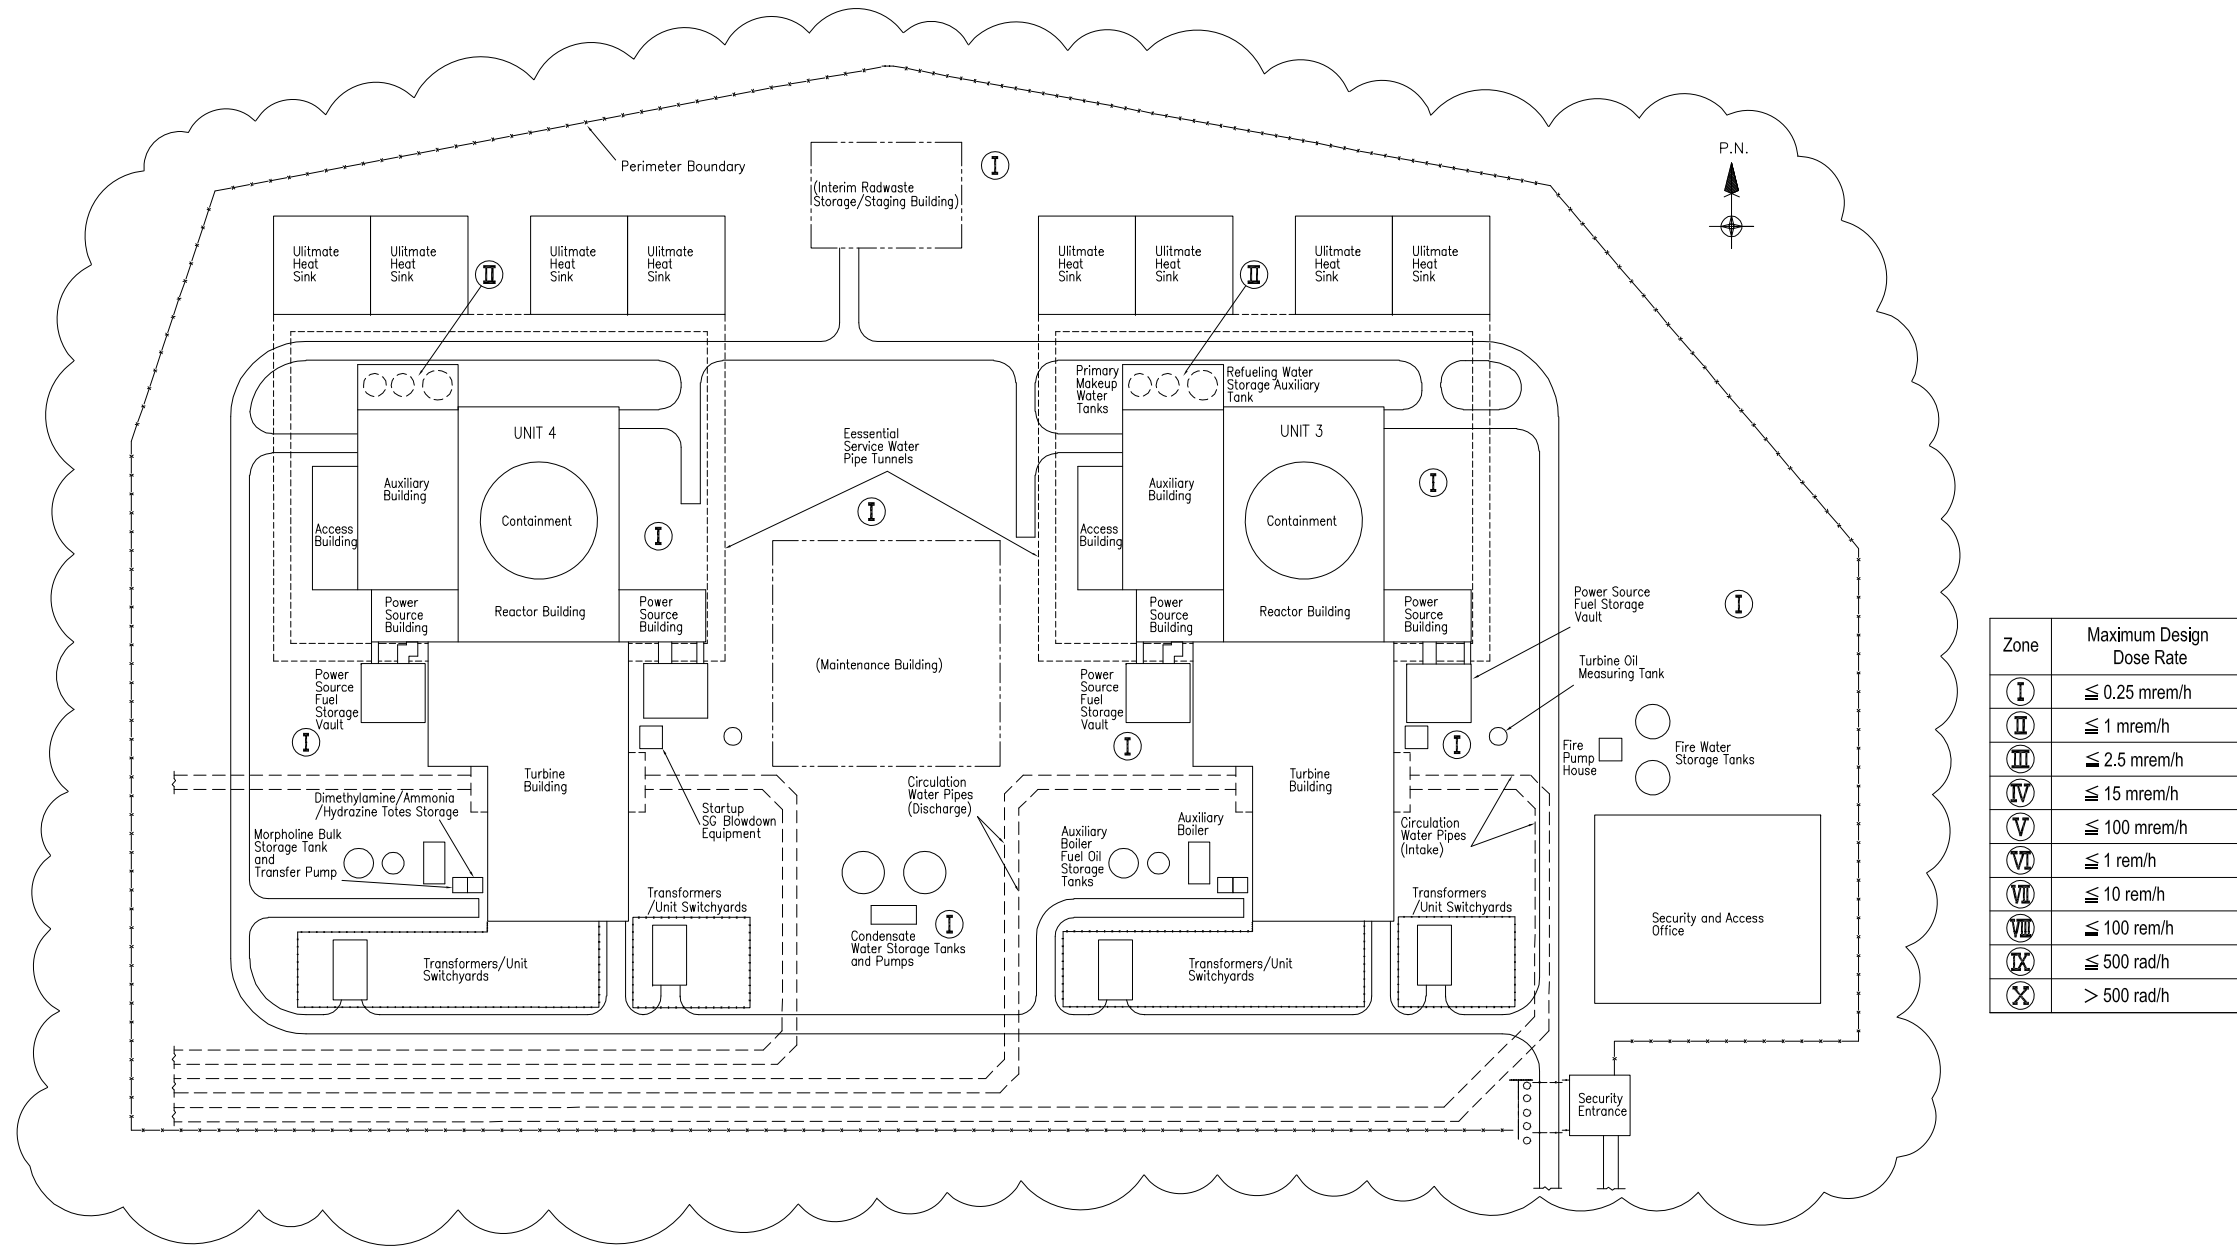 P.N.
Perimeter Boundary
(Interim Radwaste
Storage/Staging Building)
I
Ulitmate
Heat
Sink
Ulitmate
Heat
Sink
II
Ulitmate
Heat
Sink
Ulitmate
Heat
Sink
Ulitmate
Heat
Sink
Ulitmate
Heat
Sink
II
Ulitmate
Heat
Sink
Ulitmate
Heat
Sink
Primary
Makeup
Water
Tanks
Refueling Water
Storage Auxiliary
Tank
UNIT 4
Eessential
Service Water
Pipe Tunnels
UNIT 3
Auxiliary
Building
Containment
Access
Building
I
I
Auxiliary
Building
Containment
Access
Building
I
Power
Source
Building
Reactor Building
Power
Source
Building
Power
Source
Building
Reactor Building
Power
Source
Building
Power Source
Fuel Storage
Vault
I
(Maintenance Building)
Turbine Oil
Measuring Tank
Power
Source
Fuel
Storage
Vault
I
Power
Source
Fuel
Storage
Vault
I
I
Fire
Pump
House
Fire Water
Storage Tanks
Turbine
Building
Turbine
Building
Dimethylamine/Ammonia
/Hydrazine Totes Storage
Morpholine Bulk
Storage Tank
and
Transfer Pump
Startup
SG Blowdown
Equipment
Circulation
Water Pipes
(Discharge)
Auxiliary
Boiler
Fuel Oil
Storage
Tanks
Auxiliary
Boiler
Circulation
Water Pipes
(Intake)
Transformers
/Unit Switchyards
Transformers
/Unit Switchyards
Condensate
Water Storage Tanks
and Pumps
I
Transformers/Unit
Switchyards
Transformers/Unit
Switchyards
Security and Access
Office
Security
Entrance
Zone Maximum Design
Dose Rate
I ≦ 0.25 mrem/h
II ≦ 1 mrem/h
III ≦ 2.5 mrem/h
IV ≦ 15 mrem/h
V ≦ 100 mrem/h
VI ≦ 1 rem/h
VII ≦ 10 rem/h
VIII ≦ 100 rem/h
IX ≦ 500 rad/h
X > 500 rad/h